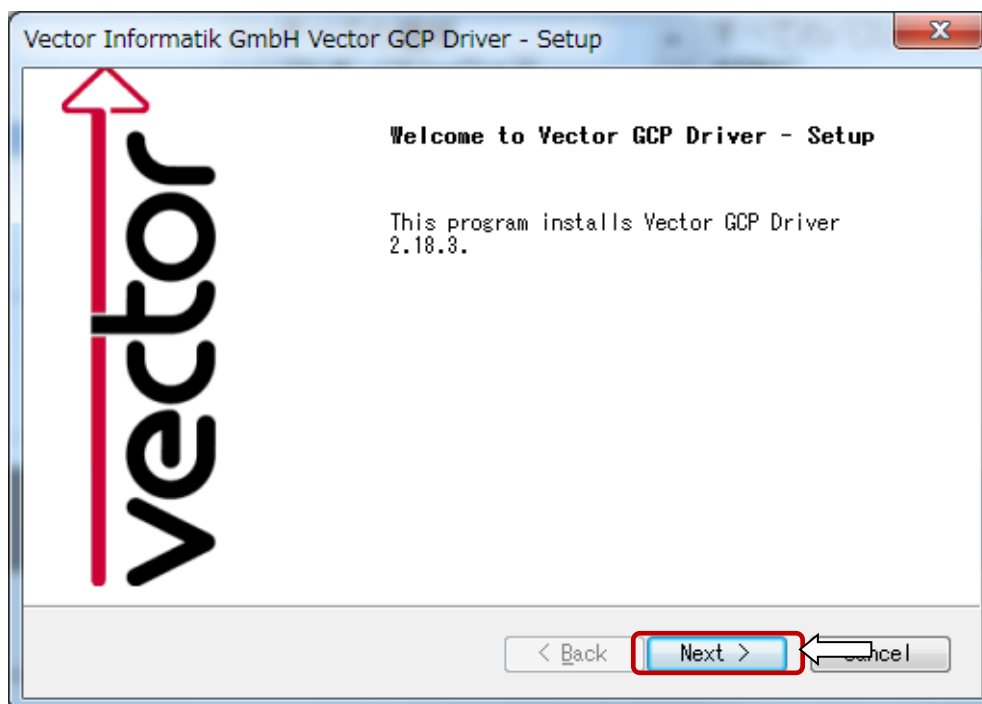 Vector Informatik GmbH Vector GCP Driver - Setup
vector
Welcome to Vector GCP Driver - Setup
This program installs Vector GCP Driver
2.18.3.
< Back
Next >
Cancel